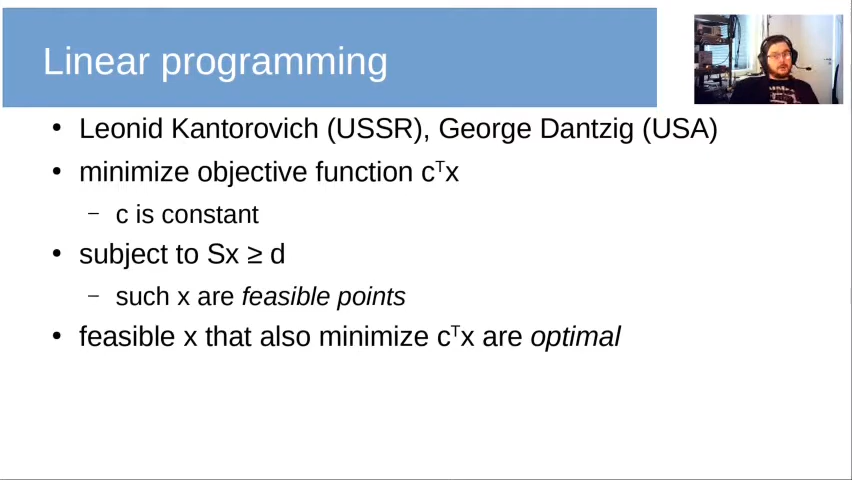 Linear programming
• Leonid Kantorovich (USSR), George Dantzig (USA)
• minimize objective function cᵀx
– c is constant
• subject to Sx ≥ d
– such x are feasible points
• feasible x that also minimize cᵀx are optimal